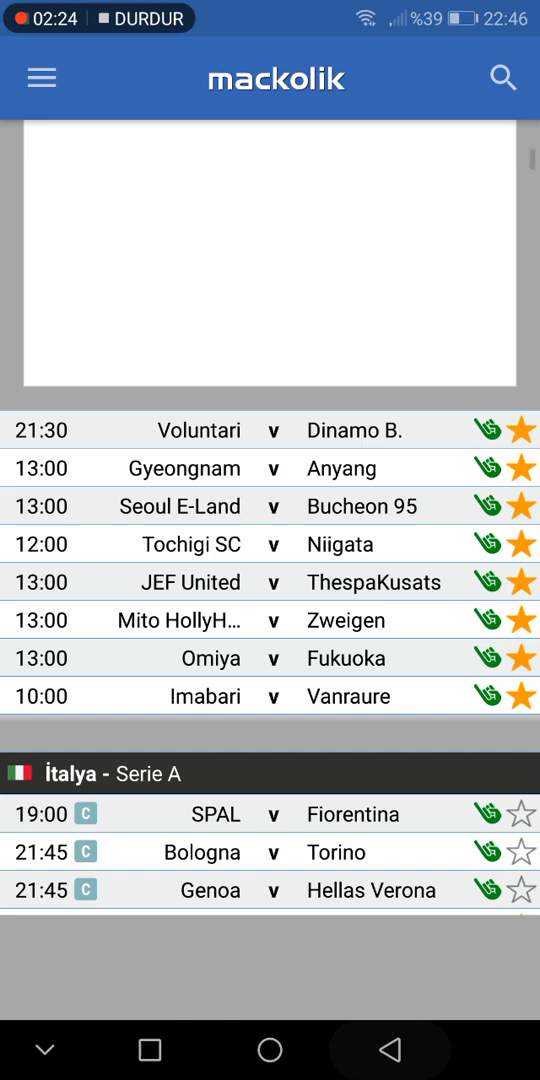 02:24 DURDUR %39 22:46
mackolik
21:30 Voluntari v Dinamo B.
13:00 Gyeongnam v Anyang
13:00 Seoul E-Land v Bucheon 95
12:00 Tochigi SC v Niigata
13:00 JEF United v ThespaKusats
13:00 Mito HollyH... v Zweigen
13:00 Omiya v Fukuoka
10:00 Imabari v Vanraure
İtalya - Serie A
19:00 C SPAL v Fiorentina
21:45 C Bologna v Torino
21:45 C Genoa v Hellas Verona